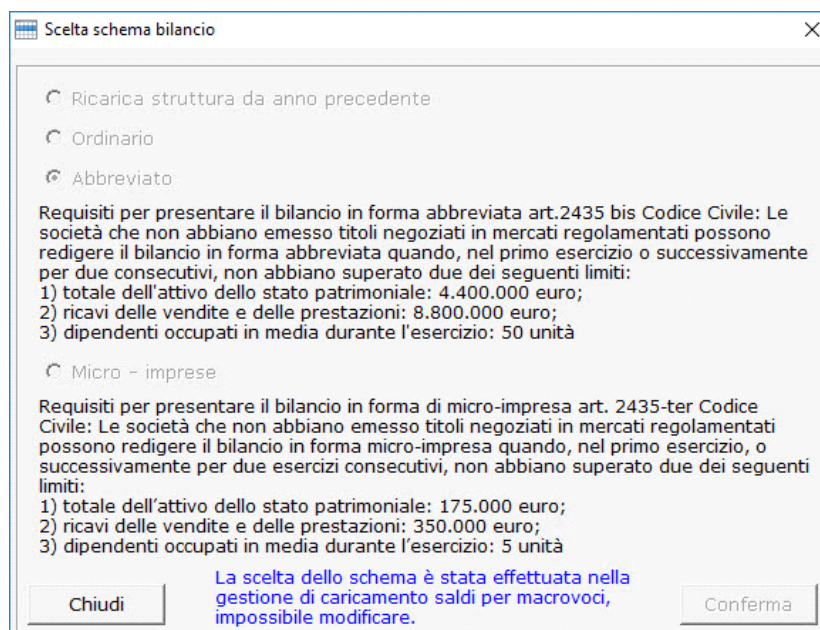 Scelta schema bilancio
Ricarica struttura da anno precedente
Ordinario
Abbreviato
Requisiti per presentare il bilancio in forma abbreviata art.2435 bis Codice Civile: Le
società che non abbiano emesso titoli negoziati in mercati regolamentati possono
redigere il bilancio in forma abbreviata quando, nel primo esercizio o successivamente
per due consecutivi, non abbiano superato due dei seguenti limiti:
1) totale dell'attivo dello stato patrimoniale: 4.400.000 euro;
2) ricavi delle vendite e delle prestazioni: 8.800.000 euro;
3) dipendenti occupati in media durante l'esercizio: 50 unità
Micro - imprese
Requisiti per presentare il bilancio in forma di micro-impresa art. 2435-ter Codice
Civile: Le società che non abbiano emesso titoli negoziati in mercati regolamentati
possono redigere il bilancio in forma micro-impresa quando, nel primo esercizio, o
successivamente per due esercizi consecutivi, non abbiano superato due dei seguenti
limiti:
1) totale dell’attivo dello stato patrimoniale: 175.000 euro;
2) ricavi delle vendite e delle prestazioni: 350.000 euro;
3) dipendenti occupati in media durante l’esercizio: 5 unità
La scelta dello schema è stata effettuata nella
gestione di caricamento saldi per macrovoci,
impossibile modificare.
Chiudi
Conferma